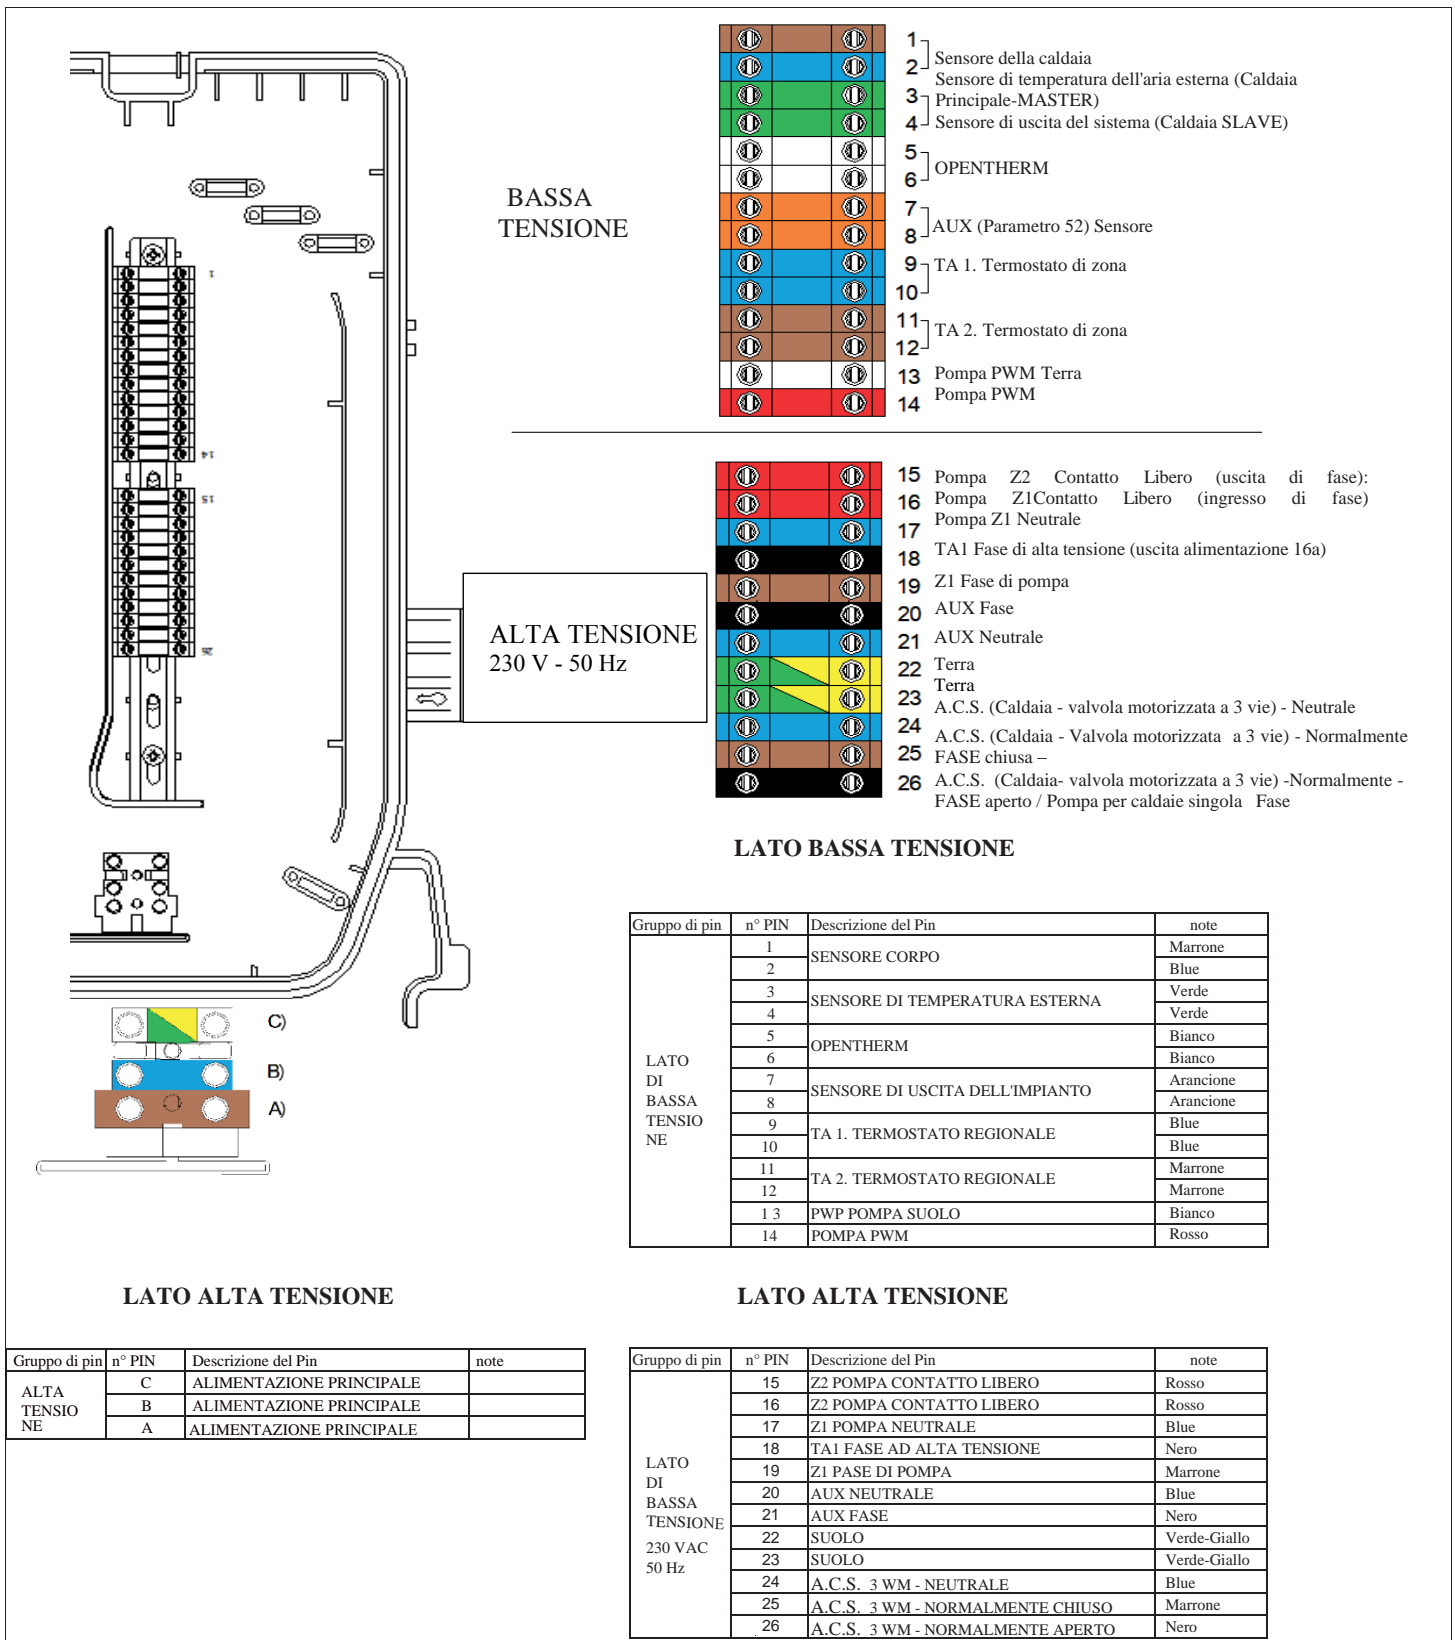 1
2
Sensore della caldaia
Sensore di temperatura dell'aria esterna (Caldaia
3
Principale-MASTER)
4
Sensore di uscita del sistema (Caldaia SLAVE)
5
6
OPENTHERM
7
8
AUX (Parametro 52) Sensore
9
TA 1. Termostato di zona
10
11
TA 2. Termostato di zona
12
13
Pompa PWM Terra
14
Pompa PWM
BASSA
TENSIONE
1
14
15
26
15 Pompa Z2 Contatto Libero (uscita di fase):
16 Pompa Z1Contatto Libero (ingresso di fase)
17 Pompa Z1 Neutrale
18 TA1 Fase di alta tensione (uscita alimentazione 16a)
19 Z1 Fase di pompa
20 AUX Fase
21 AUX Neutrale
22 Terra
23 Terra
24 A.C.S. (Caldaia - valvola motorizzata a 3 vie) - Neutrale
25 A.C.S. (Caldaia - Valvola motorizzata a 3 vie) - Normalmente
FASE chiusa –
26 A.C.S. (Caldaia- valvola motorizzata a 3 vie) -Normalmente -
FASE aperto / Pompa per caldaie singola Fase
ALTA TENSIONE
230 V - 50 Hz
C)
B)
A)
LATO BASSA TENSIONE
Gruppo di pin n° PIN Descrizione del Pin note
LATO
DI
BASSA
TENSIO
NE
1 SENSORE CORPO Marrone
2 Blue
3 SENSORE DI TEMPERATURA ESTERNA Verde
4 Verde
5 OPENTHERM Bianco
6 Bianco
7 SENSORE DI USCITA DELL'IMPIANTO Arancione
8 Arancione
9 TA 1. TERMOSTATO REGIONALE Blue
10 Blue
11 TA 2. TERMOSTATO REGIONALE Marrone
12 Marrone
1 3 PWP POMPA SUOLO Bianco
14 POMPA PWM Rosso
LATO ALTA TENSIONE
Gruppo di pin n° PIN Descrizione del Pin note
ALTA
TENSIO
NE
C ALIMENTAZIONE PRINCIPALE
B ALIMENTAZIONE PRINCIPALE
A ALIMENTAZIONE PRINCIPALE
LATO ALTA TENSIONE
Gruppo di pin n° PIN Descrizione del Pin note
LATO
DI
BASSA
TENSIONE
230 VAC
50 Hz
15 Z2 POMPA CONTATTO LIBERO Rosso
16 Z2 POMPA CONTATTO LIBERO Rosso
17 Z1 POMPA NEUTRALE Blue
18 TA1 FASE AD ALTA TENSIONE Nero
19 Z1 PASE DI POMPA Marrone
20 AUX NEUTRALE Blue
21 AUX FASE Nero
22 SUOLO Verde-Giallo
23 SUOLO Verde-Giallo
24 A.C.S. 3 WM - NEUTRALE Blue
25 A.C.S. 3 WM - NORMALMENTE CHIUSO Marrone
26 A.C.S. 3 WM - NORMALMENTE APERTO Nero